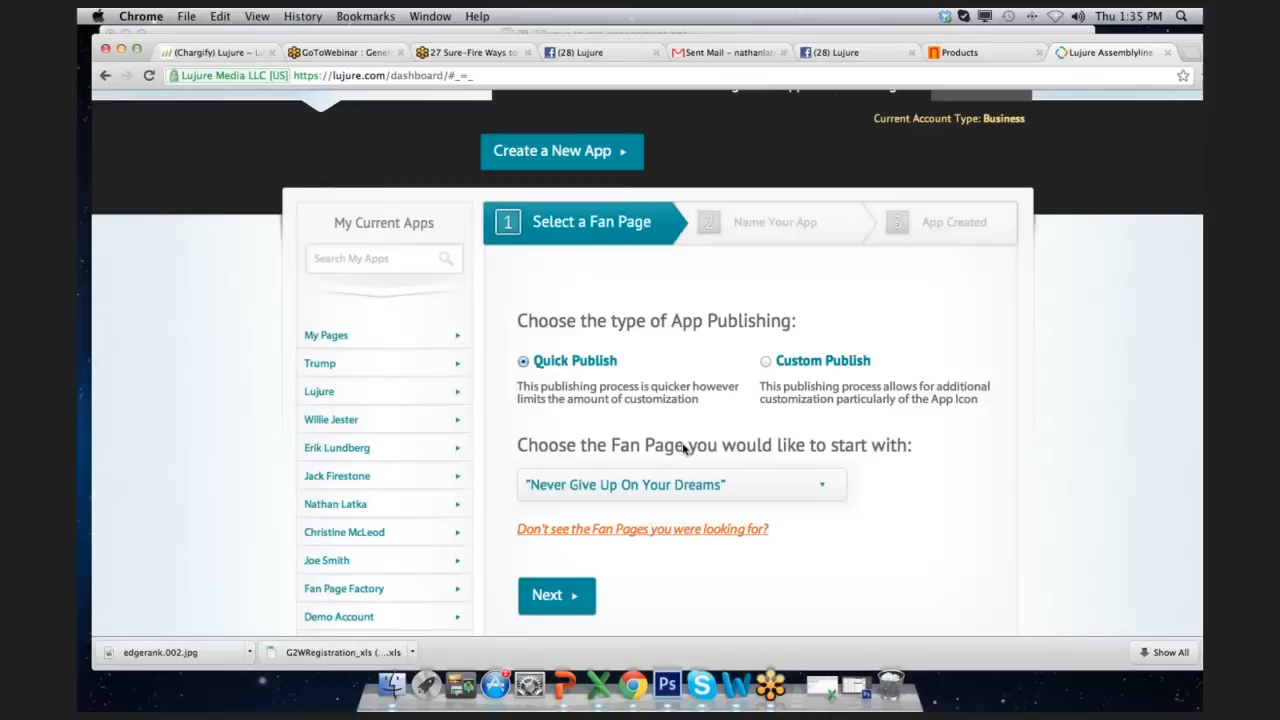 Chrome File Edit View History Bookmarks Window Help Thu 1:35 PM
(Chargify) Lujure ~ L GoToWebinar : Gener 27 Sure-Fire Ways to (28) Lujure Sent Mail – nathanlat (28) Lujure Products Lujure Assemblyline
Lujure Media LLC [US] https://lujure.com/dashboard/#_=_
Current Account Type: Business
Create a New App
My Current Apps
Search My Apps
My Pages
Trump
Lujure
Willie Jester
Erik Lundberg
Jack Firestone
Nathan Latka
Christine McLeod
Joe Smith
Fan Page Factory
Demo Account
1 Select a Fan Page 2 Name Your App 3 App Created
Choose the type of App Publishing:
Quick Publish
This publishing process is quicker however
limits the amount of customization
Custom Publish
This publishing process allows for additional
customization particularly of the App Icon
Choose the Fan Page you would like to start with:
"Never Give Up On Your Dreams"
Don't see the Fan Pages you were looking for?
Next
edgerank.002.jpg G2WRegistration_xls (....xls Show All
Ps